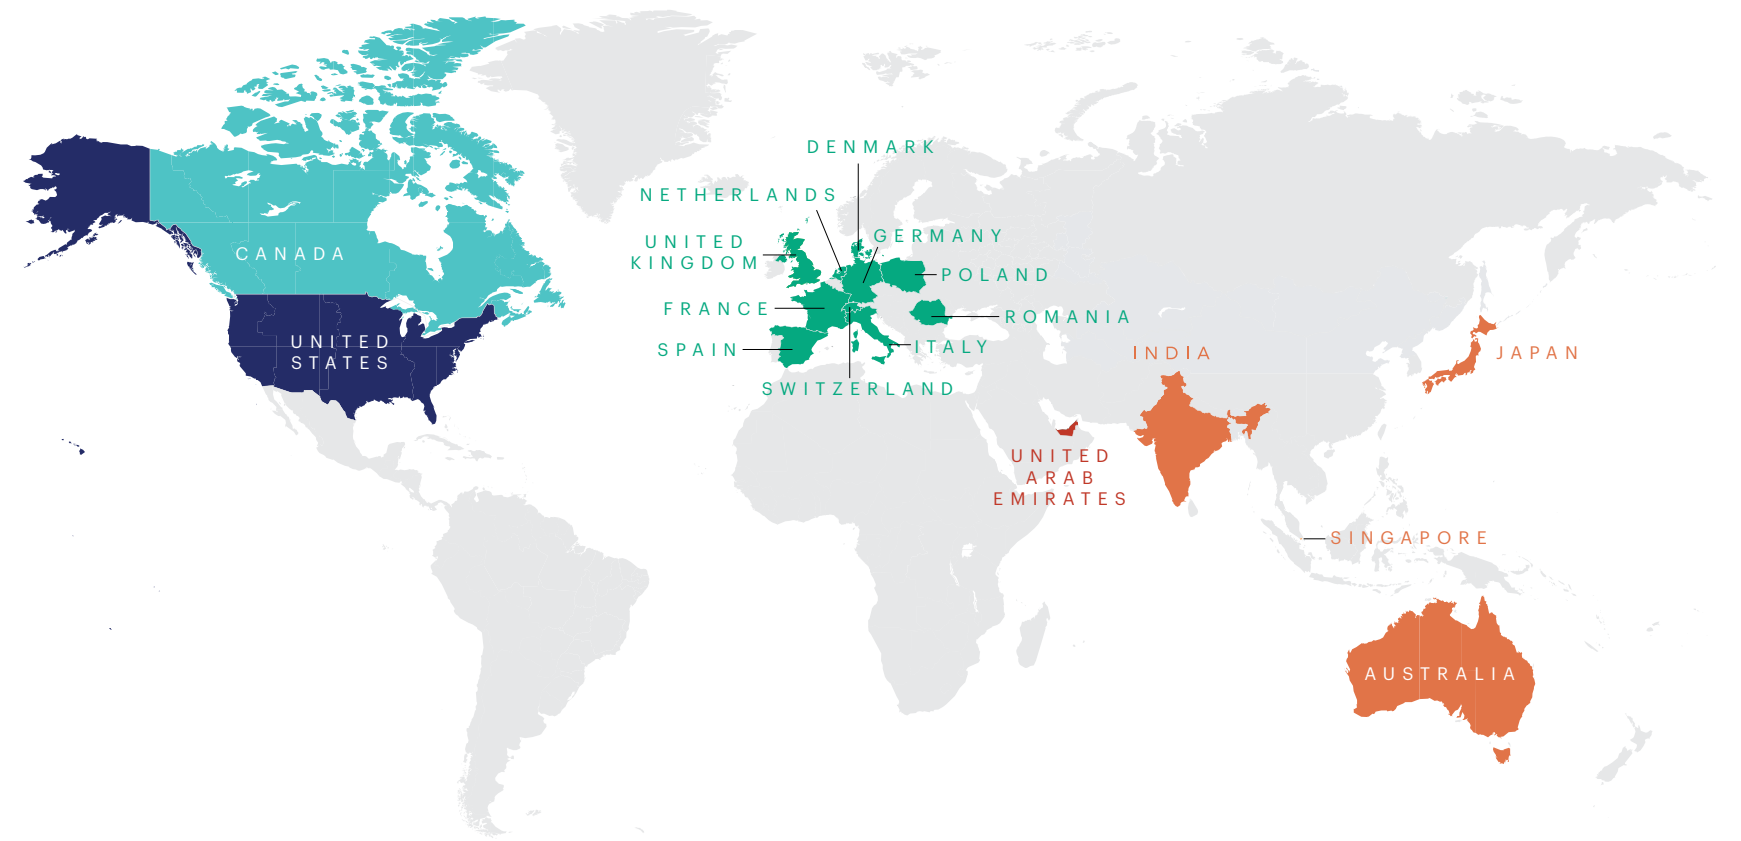 DENMARK
NETHERLANDS
GERMANY
UNITED
KINGDOM
CANADA
POLAND
FRANCE
ROMANIA
UNITED
STATES
SPAIN
ITALY
INDIA
JAPAN
SWITZERLAND
UNITED
ARAB
EMIRATES
SINGAPORE
AUSTRALIA